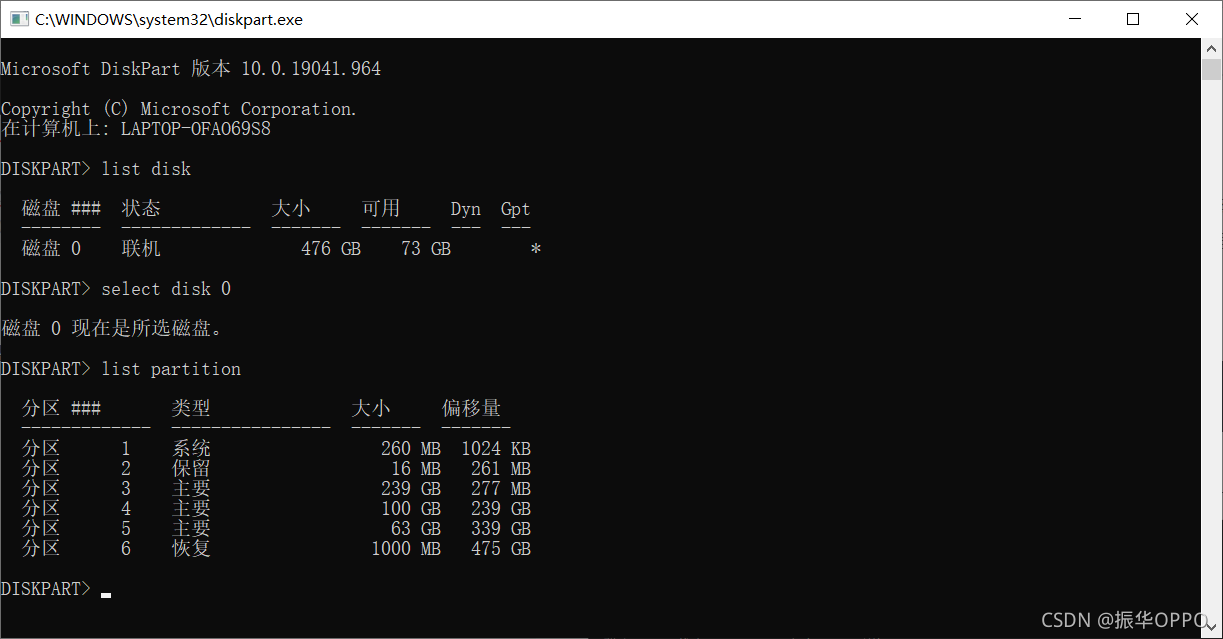 C:\WINDOWS\system32\diskpart.exe
Microsoft DiskPart 版本 10.0.19041.964
Copyright (C) Microsoft Corporation.
在计算机上: LAPTOP-OFAO69S8
DISKPART> list disk
磁盘 ### 状态 大小 可用 Dyn Gpt
-------- ------------- ------- ------- --- ---
磁盘 0 联机 476 GB 73 GB *
DISKPART> select disk 0
磁盘 0 现在是所选磁盘。
DISKPART> list partition
分区 ### 类型 大小 偏移量
------------- ---------------- ------- -------
分区 1 系统 260 MB 1024 KB
分区 2 保留 16 MB 261 MB
分区 3 主要 239 GB 277 MB
分区 4 主要 100 GB 239 GB
分区 5 主要 63 GB 339 GB
分区 6 恢复 1000 MB 475 GB
DISKPART>
CSDN @振华OPPO